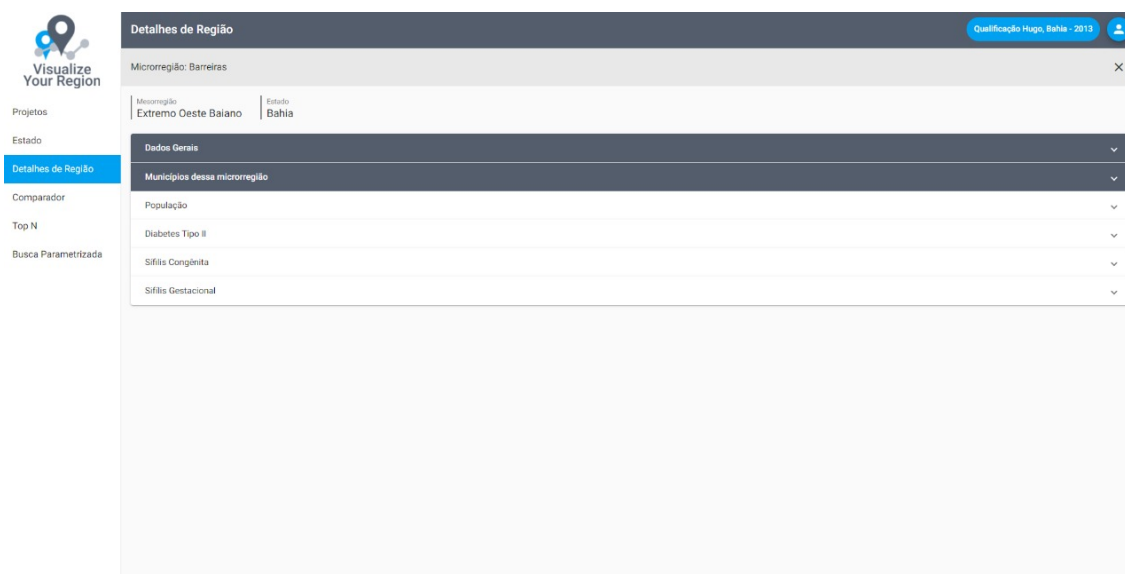 Visualize
Your Region
Projetos
Estado
Detalhes de Região
Comparador
Top N
Busca Parametrizada
Detalhes de Região
Qualificação Hugo, Bahia - 2013
Microrregião: Barreiras
Mesorregião
Extremo Oeste Baiano
Estado
Bahia
Dados Gerais
Municípios dessa microrregião
População
Diabetes Tipo II
Sífilis Congênita
Sífilis Gestacional